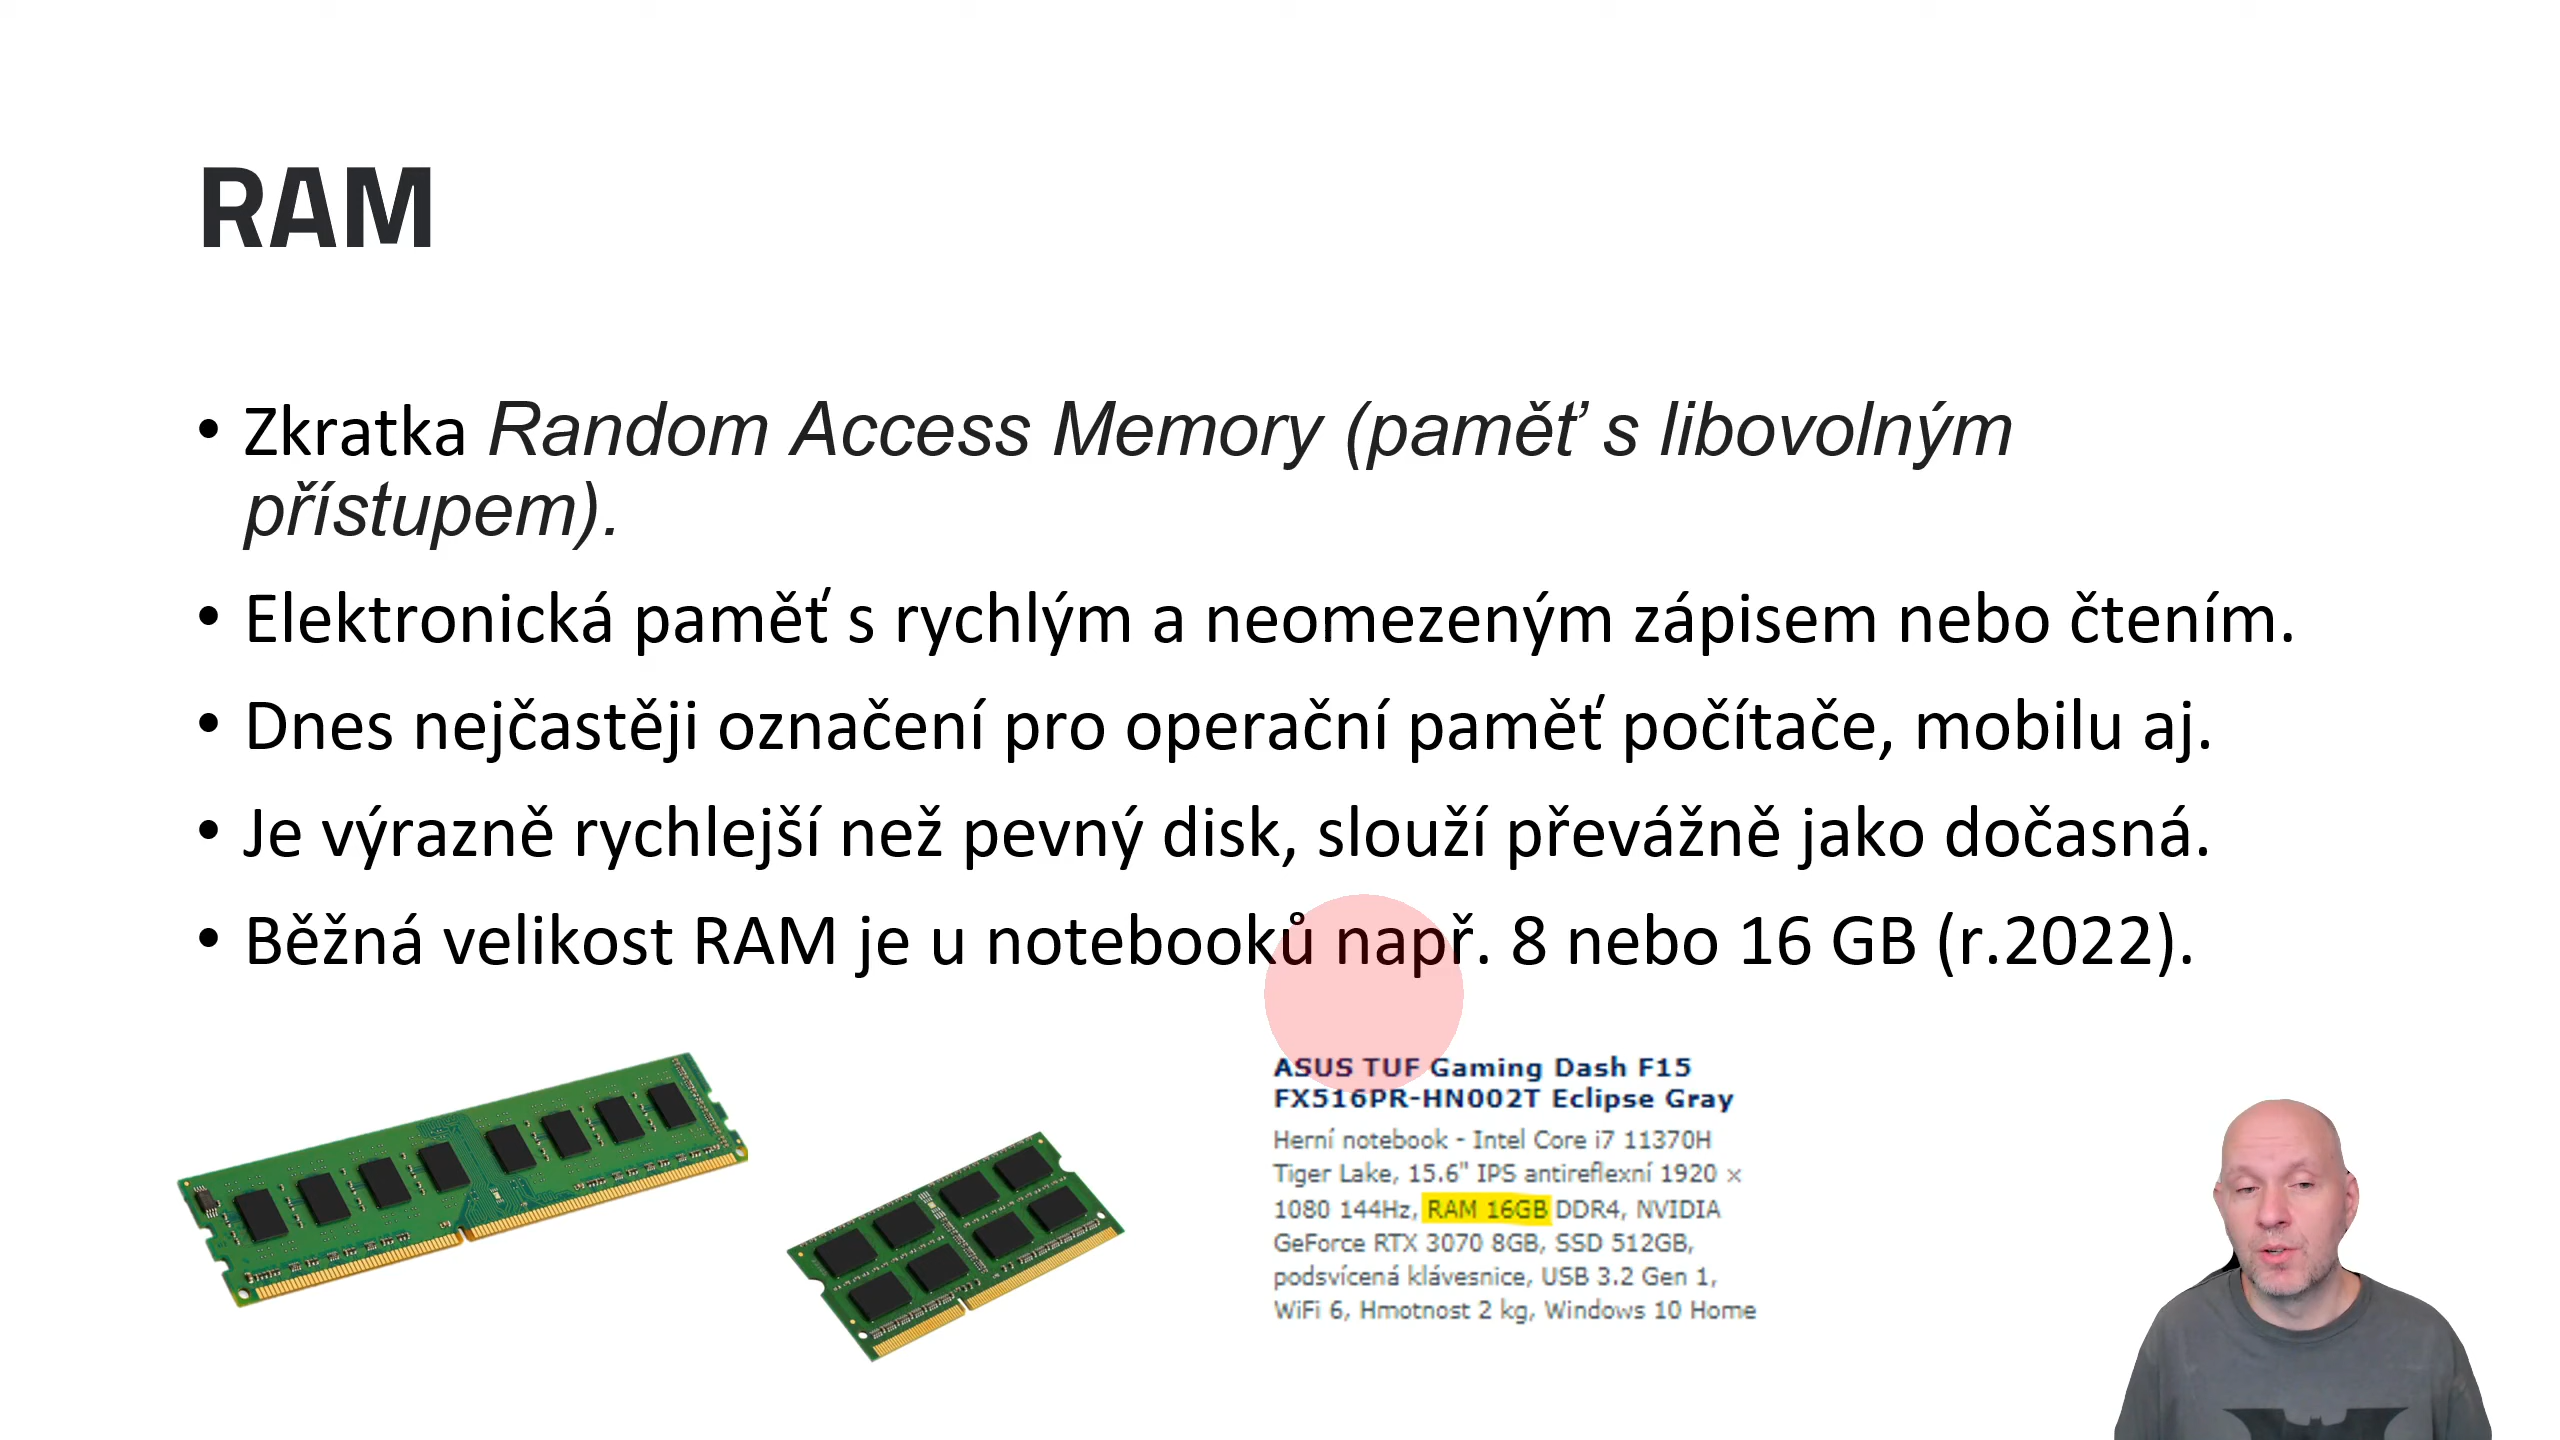 RAM
• Zkratka Random Access Memory (paměť s libovolným
přístupem).
• Elektronická paměť s rychlým a neomezeným zápisem nebo čtením.
• Dnes nejčastěji označení pro operační paměť počítače, mobilu aj.
• Je výrazně rychlejší než pevný disk, slouží převážně jako dočasná.
• Běžná velikost RAM je u notebooků např. 8 nebo 16 GB (r.2022).
ASUS TUF Gaming Dash F15
FX516PR-HN002T Eclipse Gray
Herní notebook - Intel Core i7 11370H
Tiger Lake, 15.6" IPS antireflexní 1920 ×
1080 144Hz, RAM 16GB DDR4, NVIDIA
GeForce RTX 3070 8GB, SSD 512GB,
podsvícená klávesnice, USB 3.2 Gen 1,
WiFi 6, Hmotnost 2 kg, Windows 10 Home